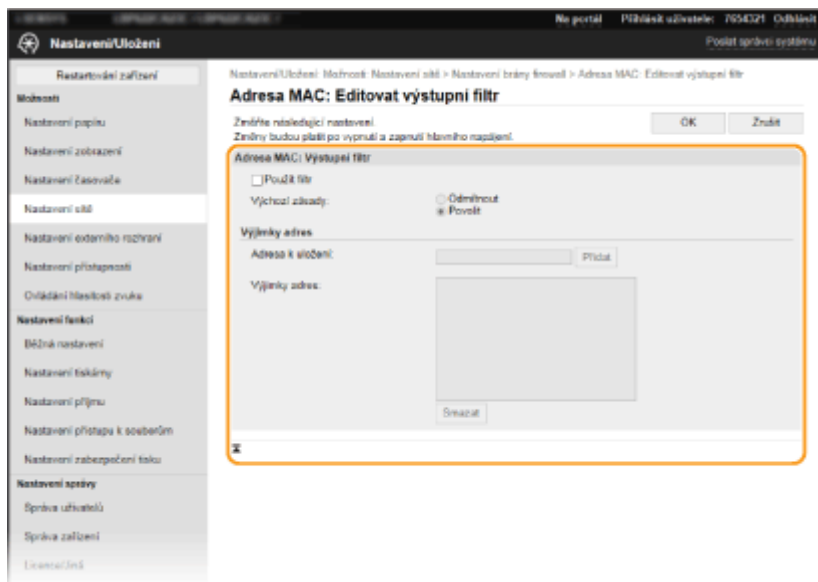 Na portál Přihlásit uživatele: 7654321 Odhlásit
Nastavení/Uložení
Poslat správci systému
Restartování zařízení
Možnosti
Nastavení papíru
Nastavení zobrazení
Nastavení časovače
Nastavení sítě
Nastavení externího rozhraní
Nastavení přístupnosti
Ovládání hlasitosti zvuku
Nastavení funkcí
Běžná nastavení
Nastavení tiskárny
Nastavení příjmu
Nastavení přístupu k souborům
Nastavení zabezpečení tisku
Nastavení správy
Správa uživatelů
Správa zařízení
Licence/Jiná
Nastavení/Uložení: Možnosti: Nastavení sítě > Nastavení brány firewall > Adresa MAC: Editovat výstupní filtr
Adresa MAC: Editovat výstupní filtr
Změňte následující nastavení.
Změny budou platit po vypnutí a zapnutí hlavního napájení.
OK Zrušit
Adresa MAC: Výstupní filtr
Použít filtr
Výchozí zásady:
Odmítnout
Povolit
Výjimky adres
Adresa k uložení:
Přidat
Výjimky adres:
Smazat